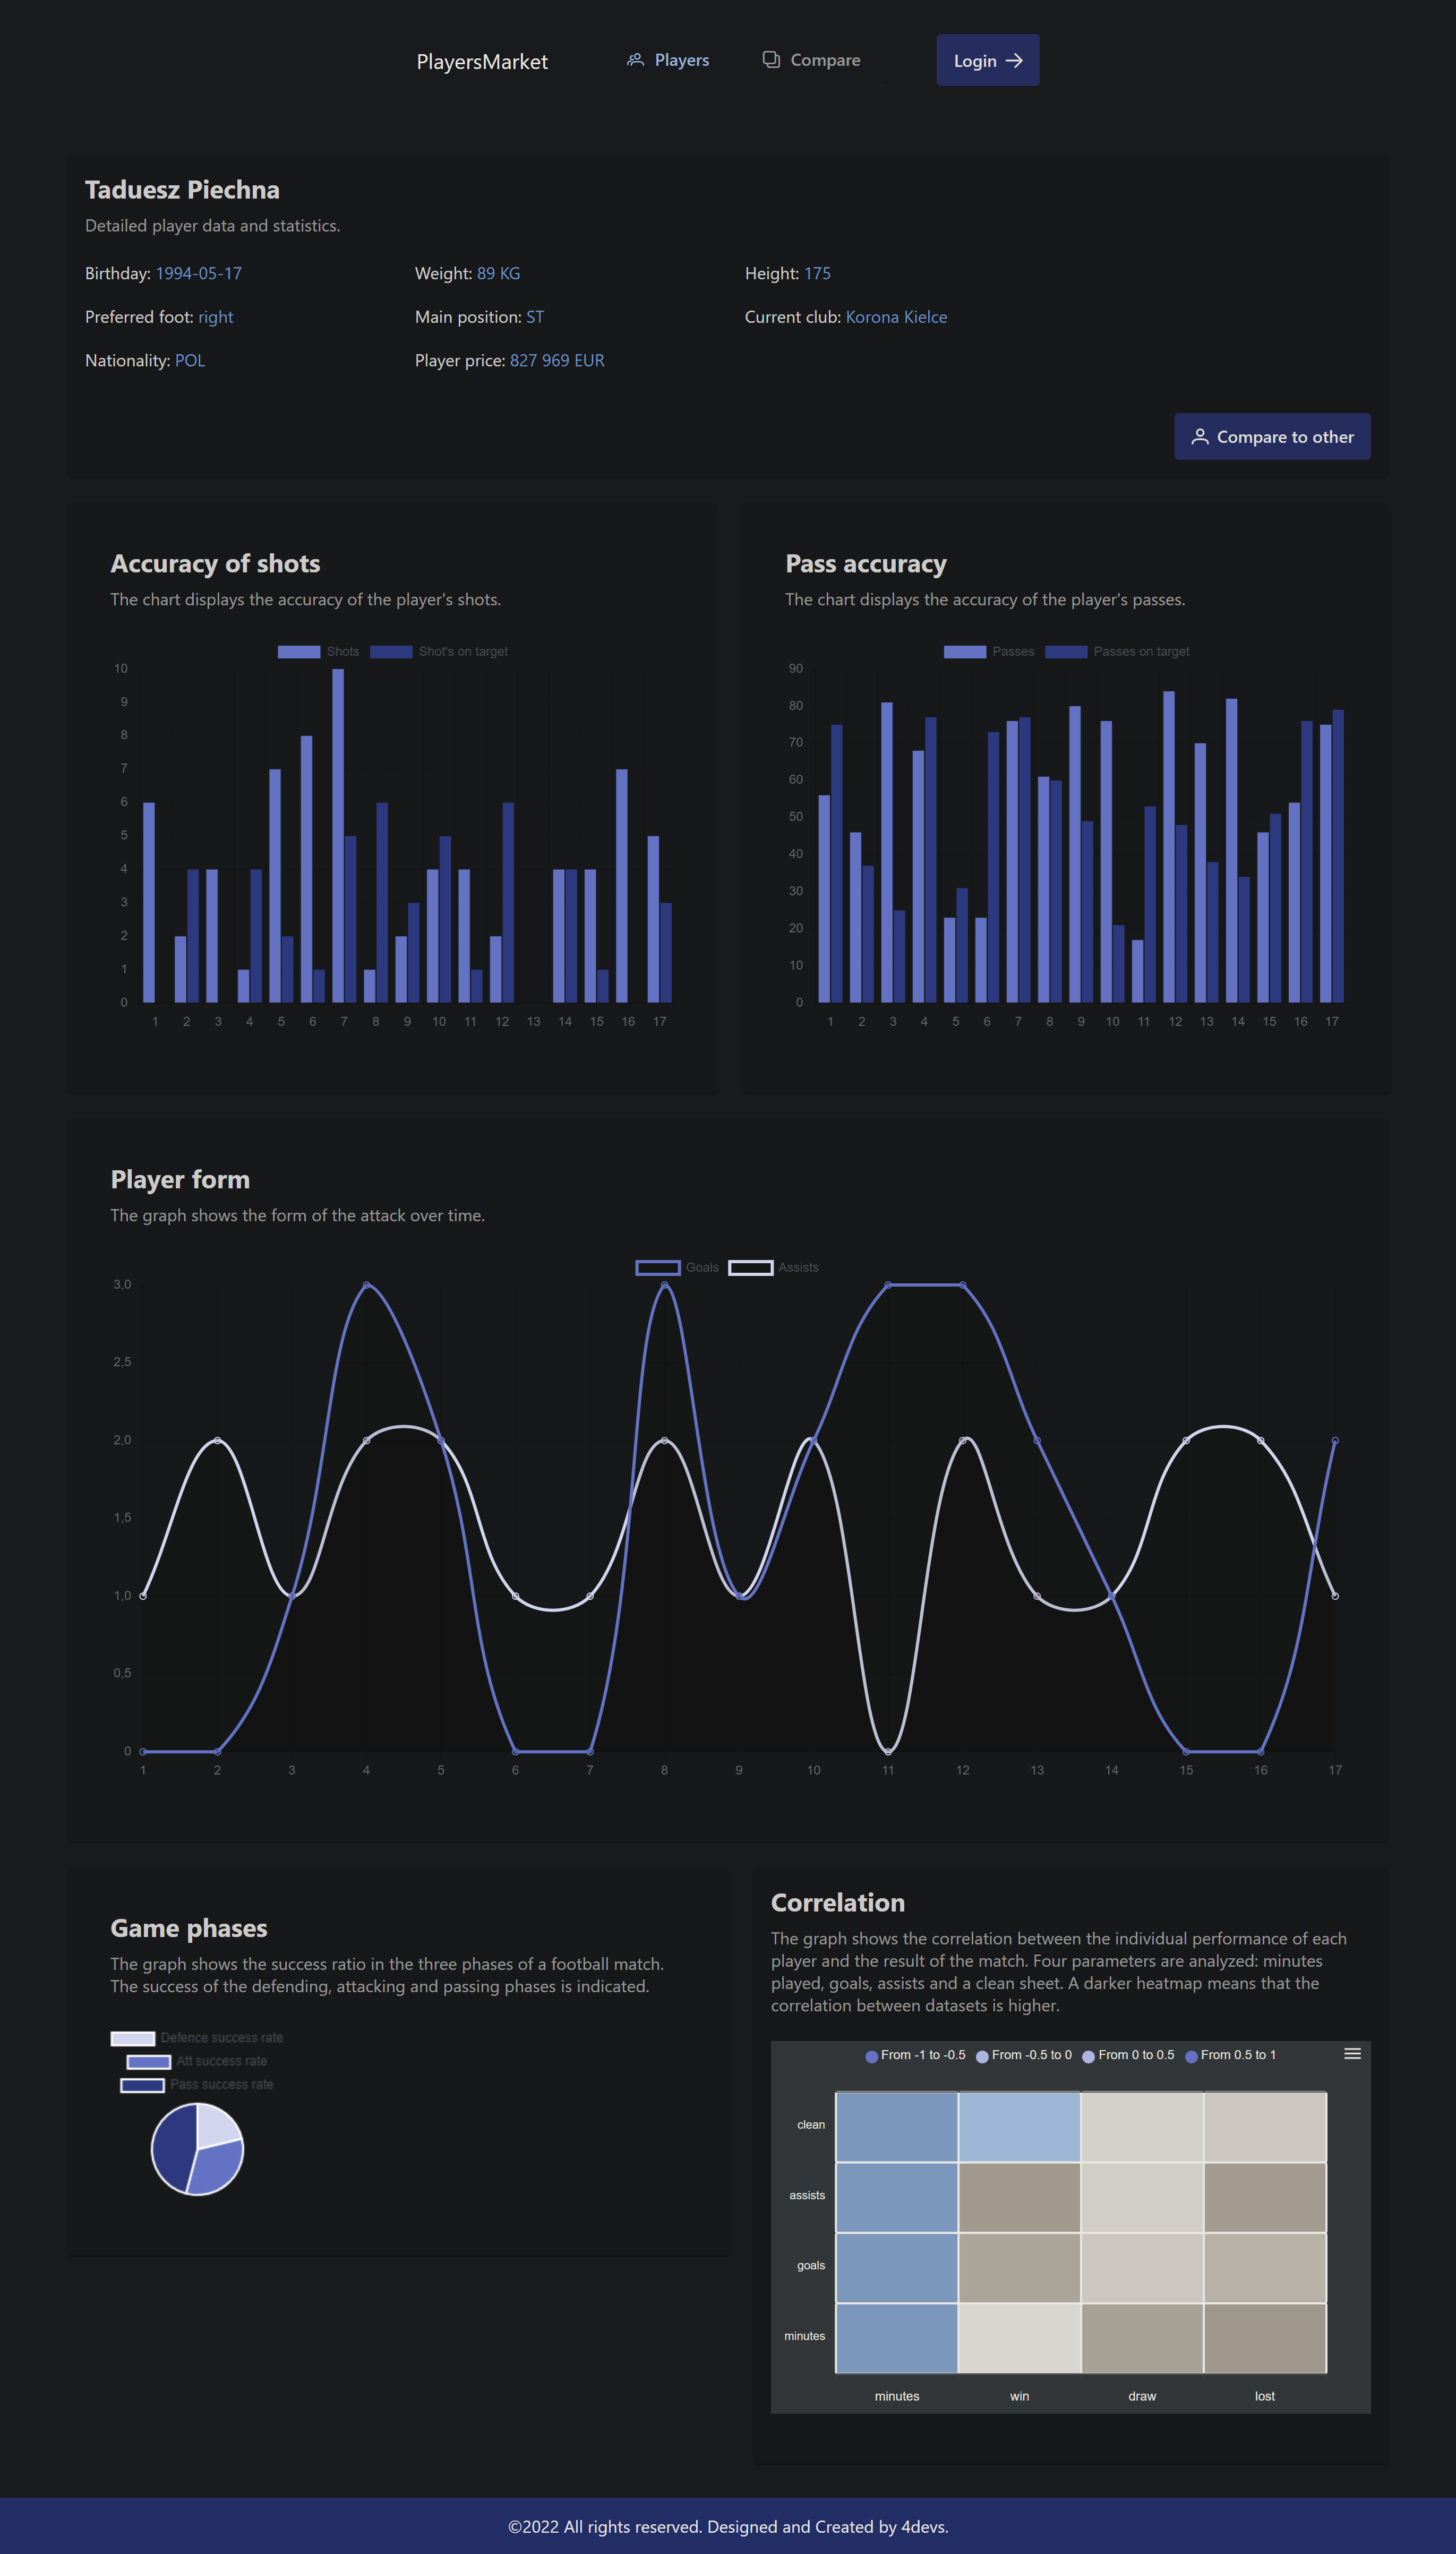 PlayersMarket
Players
Compare
Login
Taduesz Piechna
Detailed player data and statistics.
Birthday: 1994-05-17
Weight: 89 KG
Height: 175
Preferred foot: right
Main position: ST
Current club: Korona Kielce
Nationality: POL
Player price: 827 969 EUR
Compare to other
Accuracy of shots
The chart displays the accuracy of the player's shots.
Shots
Shot's on target
10
9
8
7
6
5
4
3
2
1
0
1 2 3 4 5 6 7 8 9 10 11 12 13 14 15 16 17
Pass accuracy
The chart displays the accuracy of the player's passes.
Passes
Passes on target
90
80
70
60
50
40
30
20
10
0
1 2 3 4 5 6 7 8 9 10 11 12 13 14 15 16 17
Player form
The graph shows the form of the attack over time.
Goals
Assists
3,0
2,5
2,0
1,5
1,0
0,5
0
1 2 3 4 5 6 7 8 9 10 11 12 13 14 15 16 17
Game phases
The graph shows the success ratio in the three phases of a football match.
The success of the defending, attacking and passing phases is indicated.
Defence success rate
Att success rate
Pass success rate
Correlation
The graph shows the correlation between the individual performance of each
player and the result of the match. Four parameters are analyzed: minutes
played, goals, assists and a clean sheet. A darker heatmap means that the
correlation between datasets is higher.
From -1 to -0.5
From -0.5 to 0
From 0 to 0.5
From 0.5 to 1
clean
assists
goals
minutes
minutes win draw lost
©2022 All rights reserved. Designed and Created by 4devs.